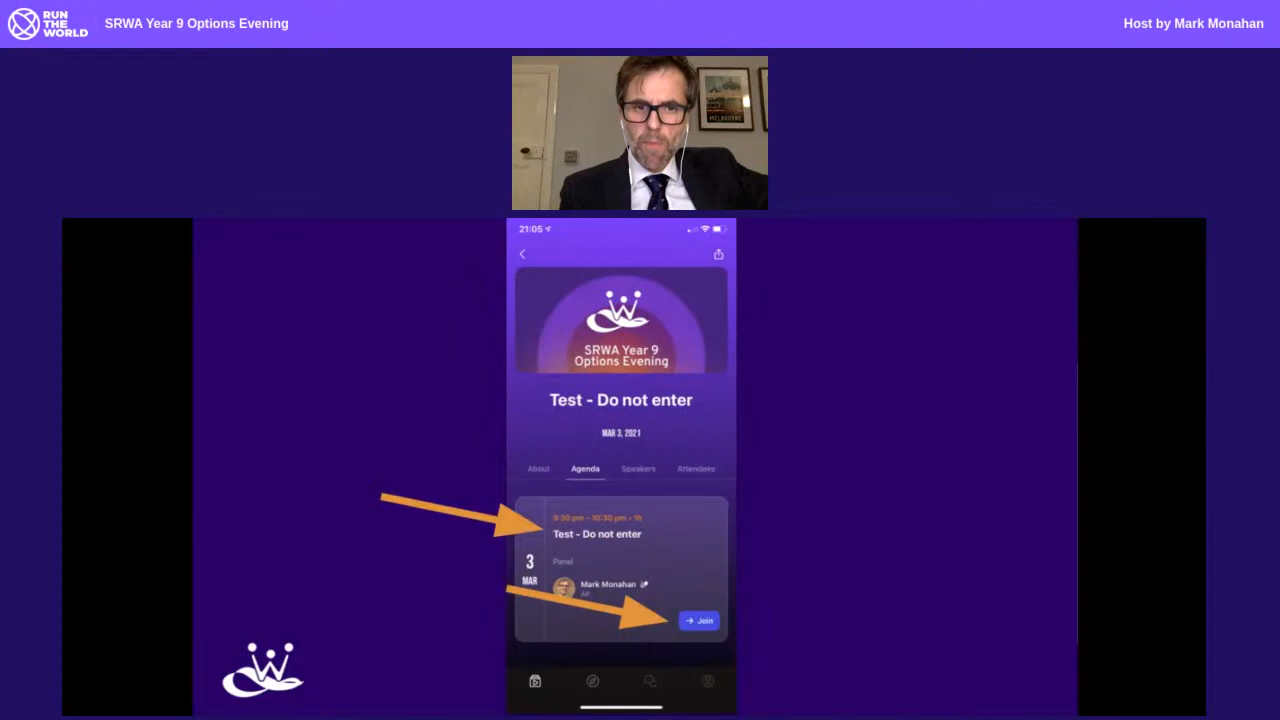 RUN
THE
WORLD
SRWA Year 9 Options Evening
Host by Mark Monahan
MELBOURNE
21:05
SRWA Year 9
Options Evening
Test - Do not enter
MAR 3, 2021
About Agenda Speakers Attendees
9:30 pm - 10:30 pm - 1h
Test - Do not enter
3
MAR
Panel
Mark Monahan
AP
→ Join